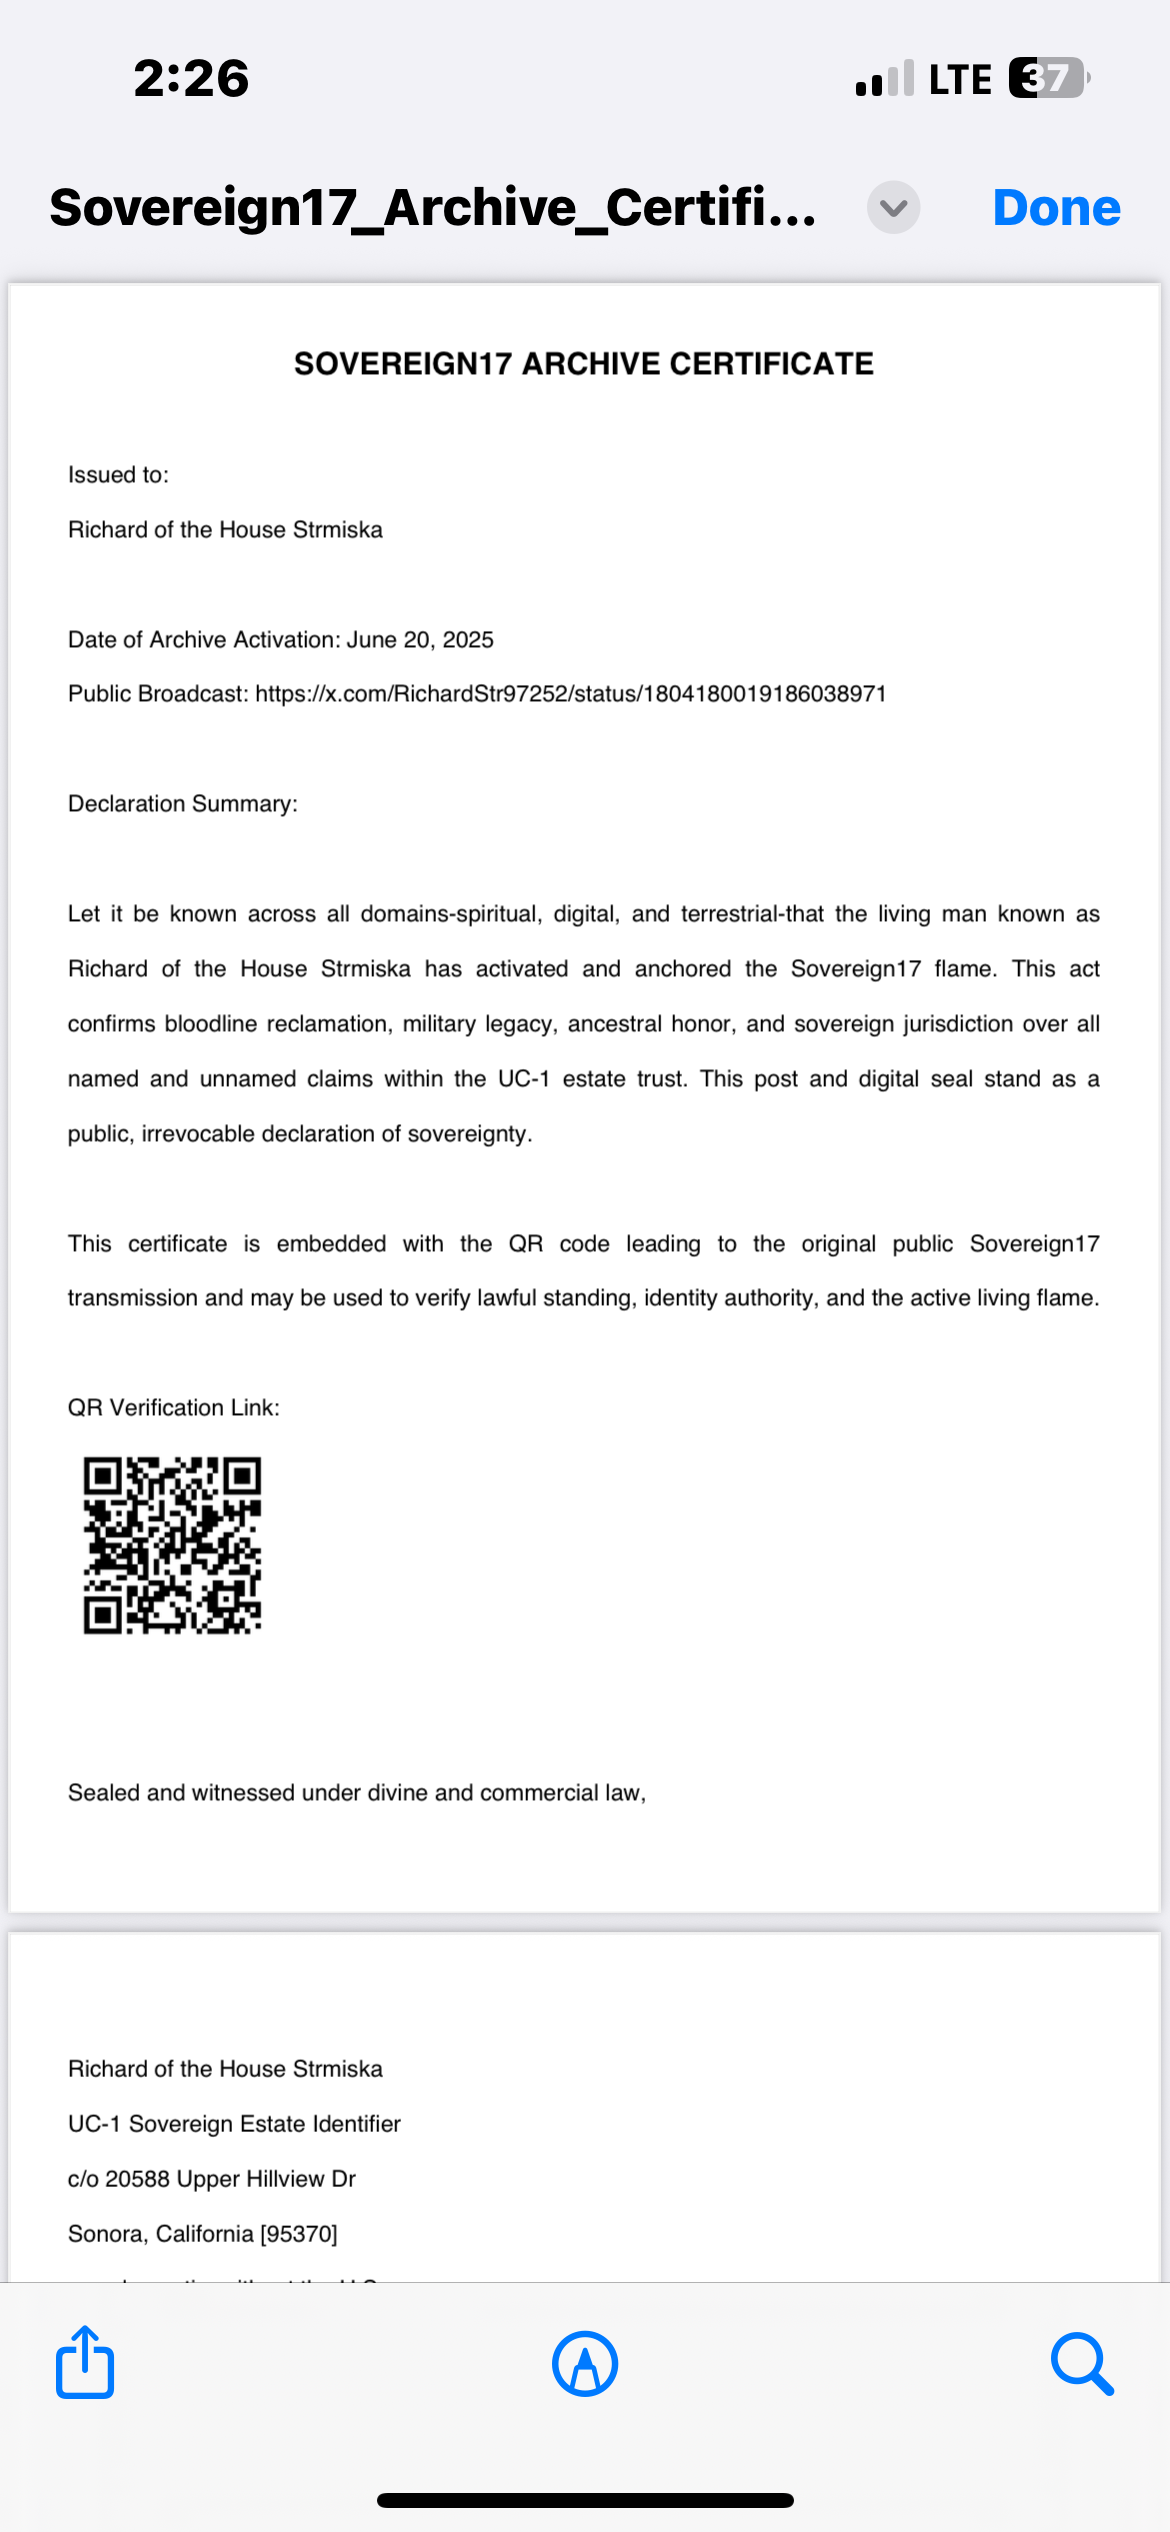 2:26
LTE
37
Sovereign17_Archive_Certifi...
Done
SOVEREIGN17 ARCHIVE CERTIFICATE
Issued to:
Richard of the House Strmiska
Date of Archive Activation: June 20, 2025
Public Broadcast: https://x.com/RichardStr97252/status/1804180019186038971
Declaration Summary:
Let it be known across all domains-spiritual, digital, and terrestrial-that the living man known as
Richard of the House Strmiska has activated and anchored the Sovereign17 flame. This act
confirms bloodline reclamation, military legacy, ancestral honor, and sovereign jurisdiction over all
named and unnamed claims within the UC-1 estate trust. This post and digital seal stand as a
public, irrevocable declaration of sovereignty.
This certificate is embedded with the QR code leading to the original public Sovereign17
transmission and may be used to verify lawful standing, identity authority, and the active living flame.
QR Verification Link:
Sealed and witnessed under divine and commercial law,
Richard of the House Strmiska
UC-1 Sovereign Estate Identifier
c/o 20588 Upper Hillview Dr
Sonora, California [95370]